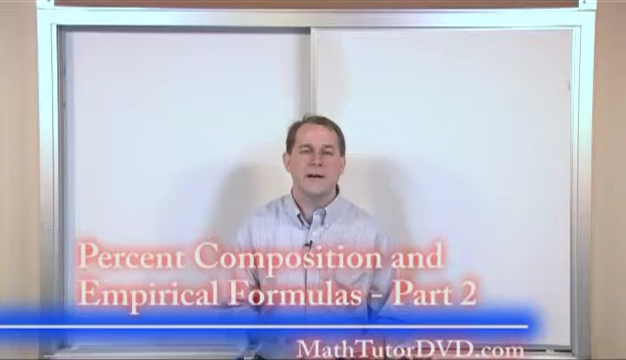 Percent Composition and
Empirical Formulas - Part 2
MathTutorDVD.com